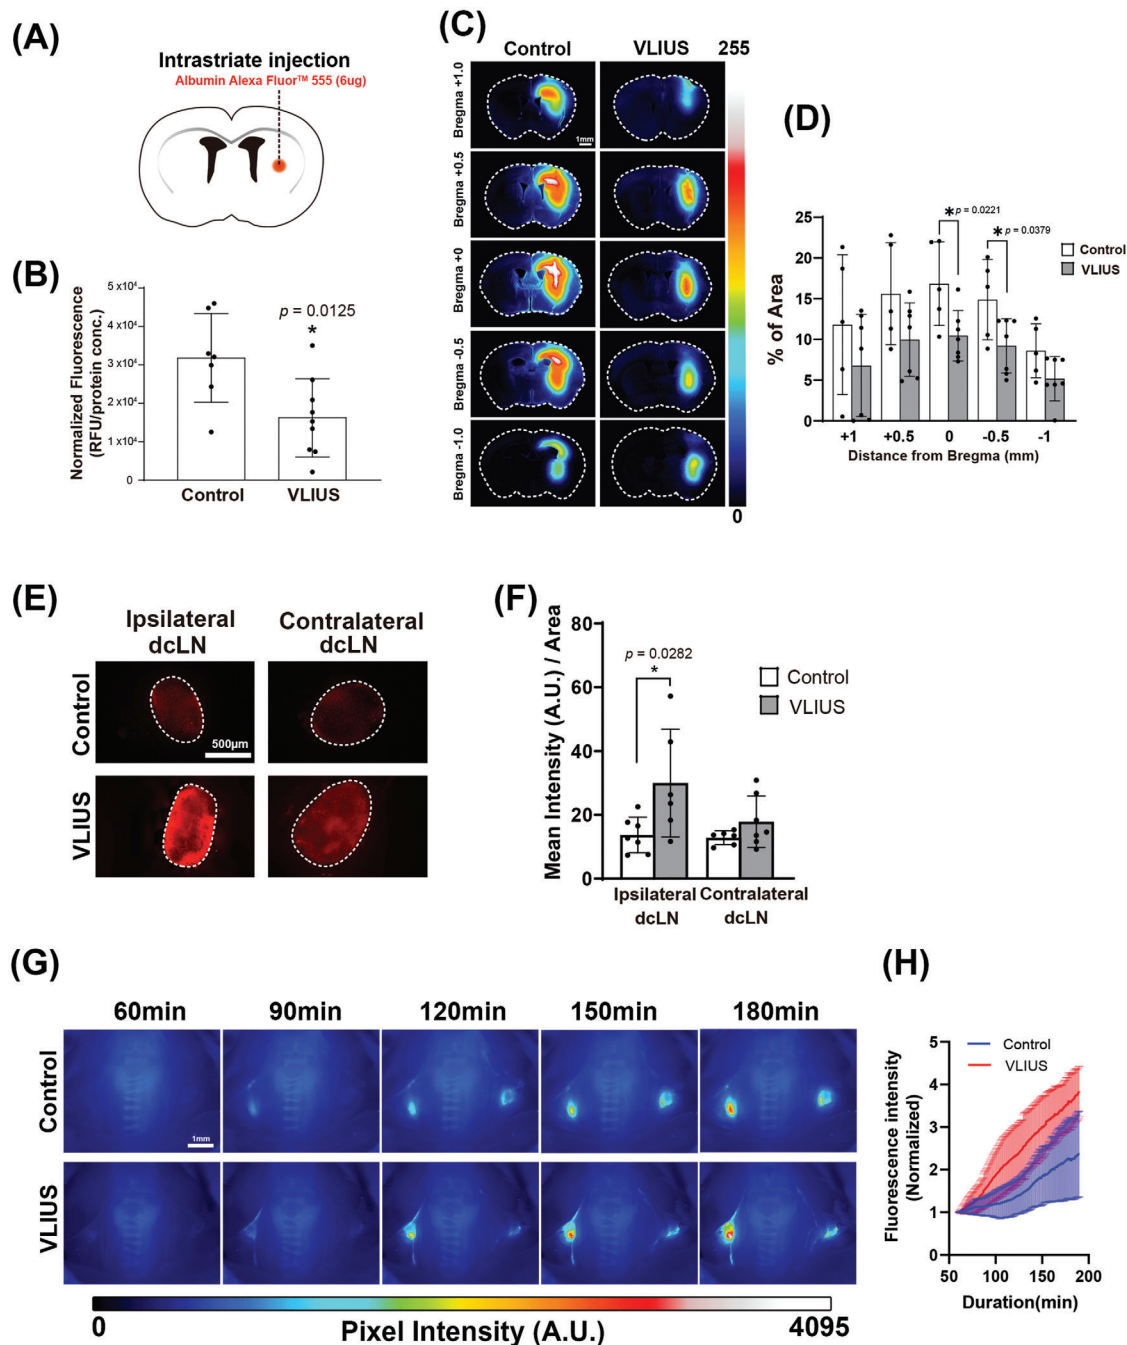 (A)
Intrastriate injection
Albumin Alexa Fluor™ 555 (6ug)
(B)
Normalized Fluorescence
(RFU/protein conc.)
5 x10⁴
4 x10⁴
3 x10⁴
2 x10⁴
1 x10⁴
0
p = 0.0125
*
Control
VLIUS
(C)
Control
VLIUS
255
Bregma +1.0
1mm
Bregma +0.5
Bregma +0
Bregma -0.5
Bregma -1.0
0
(D)
% of Area
25
20
15
10
5
0
* p = 0.0221
* p = 0.0379
Control
VLIUS
+1
+0.5
0
-0.5
-1
Distance from Bregma (mm)
(E)
Ipsilateral
dcLN
Contralateral
dcLN
Control
500µm
VLIUS
(F)
Mean Intensity (A.U.) / Area
80
60
40
20
0
p = 0.0282
*
Control
VLIUS
Ipsilateral
dcLN
Contralateral
dcLN
(G)
60min
90min
120min
150min
180min
Control
1mm
VLIUS
0
Pixel Intensity (A.U.)
4095
(H)
Fluorescence intensity
(Normalized)
5
4
3
2
1
0
Control
VLIUS
50
100
150
200
Duration(min)